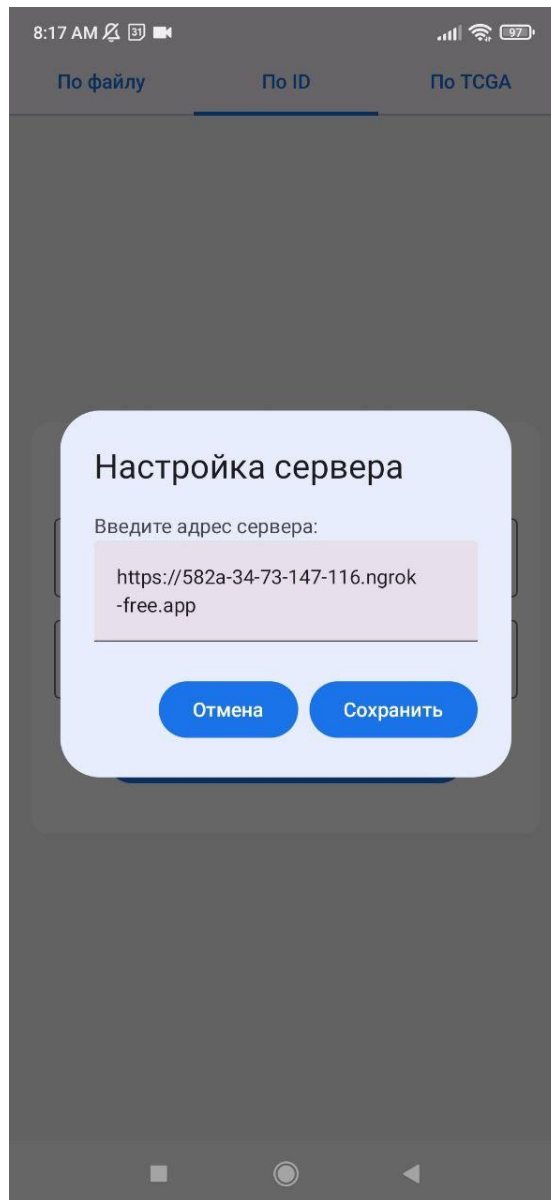 8:17 AM 31 97
По файлу По ID По TCGA
Настройка сервера
Введите адрес сервера:
https://582a-34-73-147-116.ngrok
-free.app
Отмена Сохранить